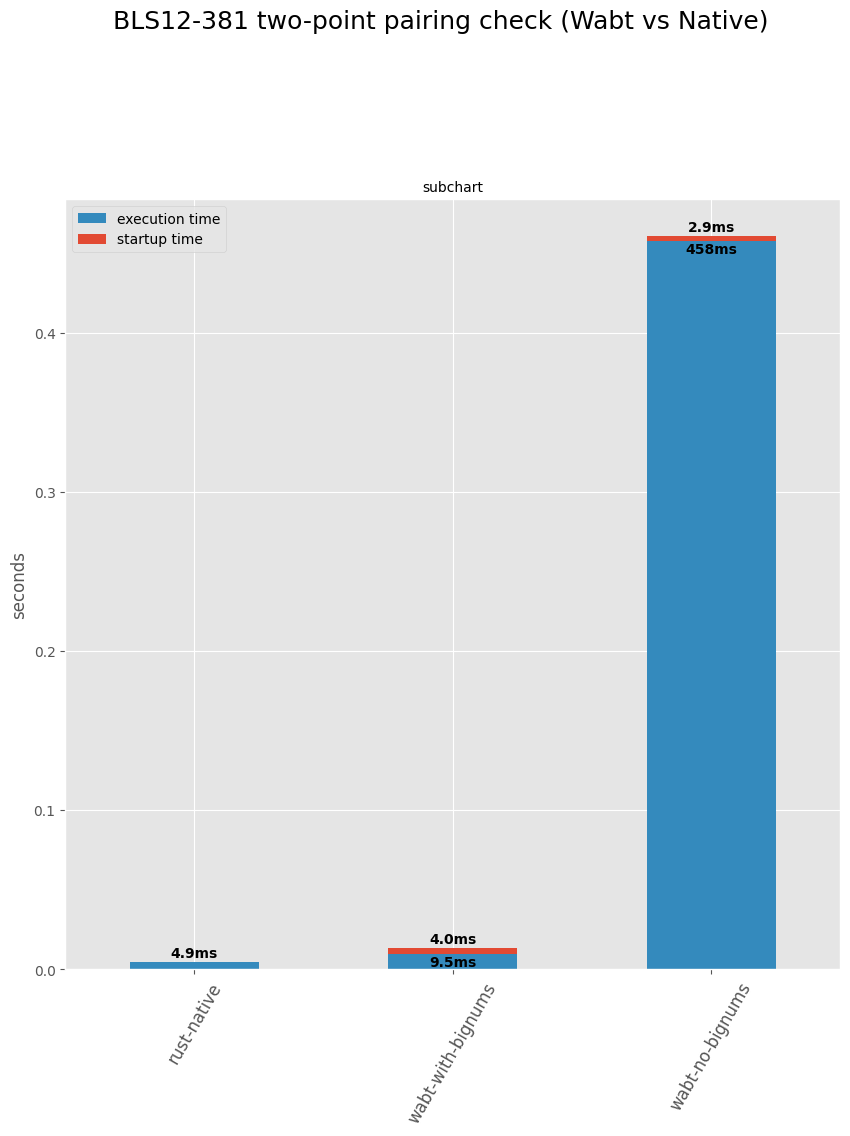 BLS12-381 two-point pairing check (Wabt vs Native)
subchart
execution time
startup time
2.9ms
458ms
0.4
0.3
seconds
0.2
0.1
4.0ms
4.9ms
9.5ms
0.0
rust-native
wabt-with-bignums
wabt-no-bignums